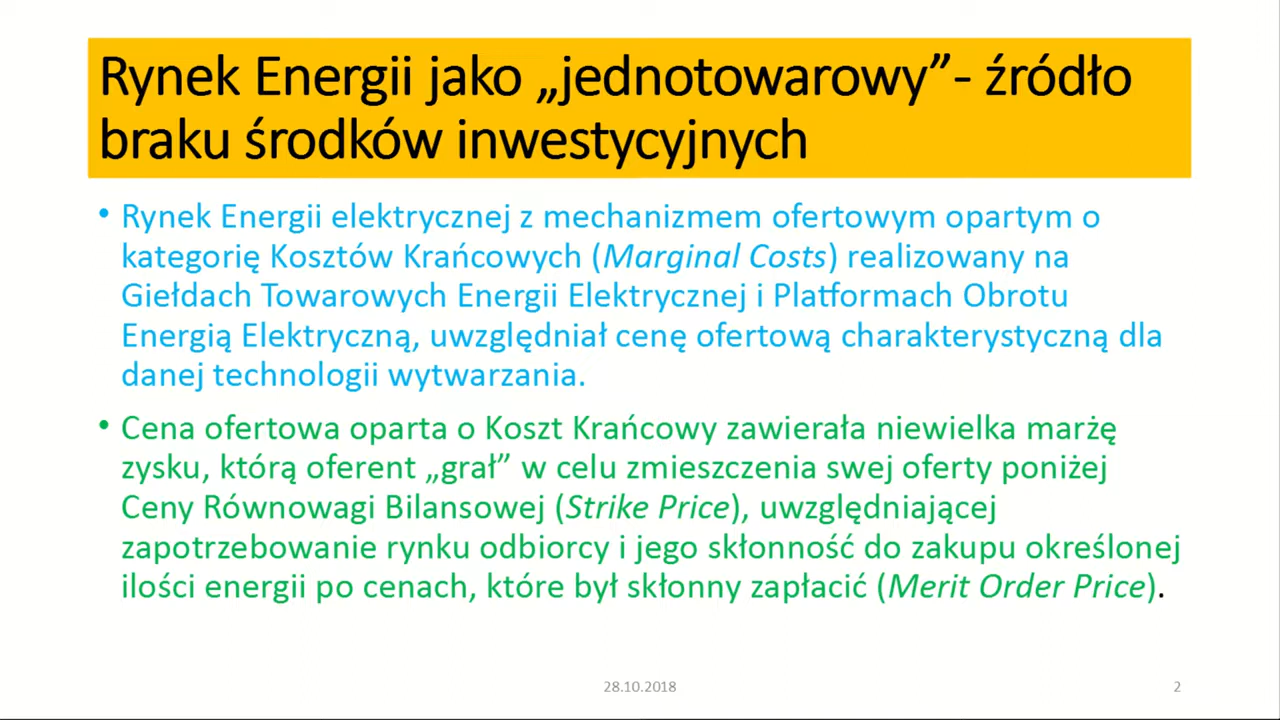 Rynek Energii jako „jednotowarowy”- źródło
braku środków inwestycyjnych
• Rynek Energii elektrycznej z mechanizmem ofertowym opartym o
kategorię Kosztów Krańcowych (Marginal Costs) realizowany na
Giełdach Towarowych Energii Elektrycznej i Platformach Obrotu
Energią Elektryczną, uwzględniał cenę ofertową charakterystyczną dla
danej technologii wytwarzania.
• Cena ofertowa oparta o Koszt Krańcowy zawierała niewielka marżę
zysku, którą oferent „grał” w celu zmieszczenia swej oferty poniżej
Ceny Równowagi Bilansowej (Strike Price), uwzględniającej
zapotrzebowanie rynku odbiorcy i jego skłonność do zakupu określonej
ilości energii po cenach, które był skłonny zapłacić (Merit Order Price).
28.10.2018
2